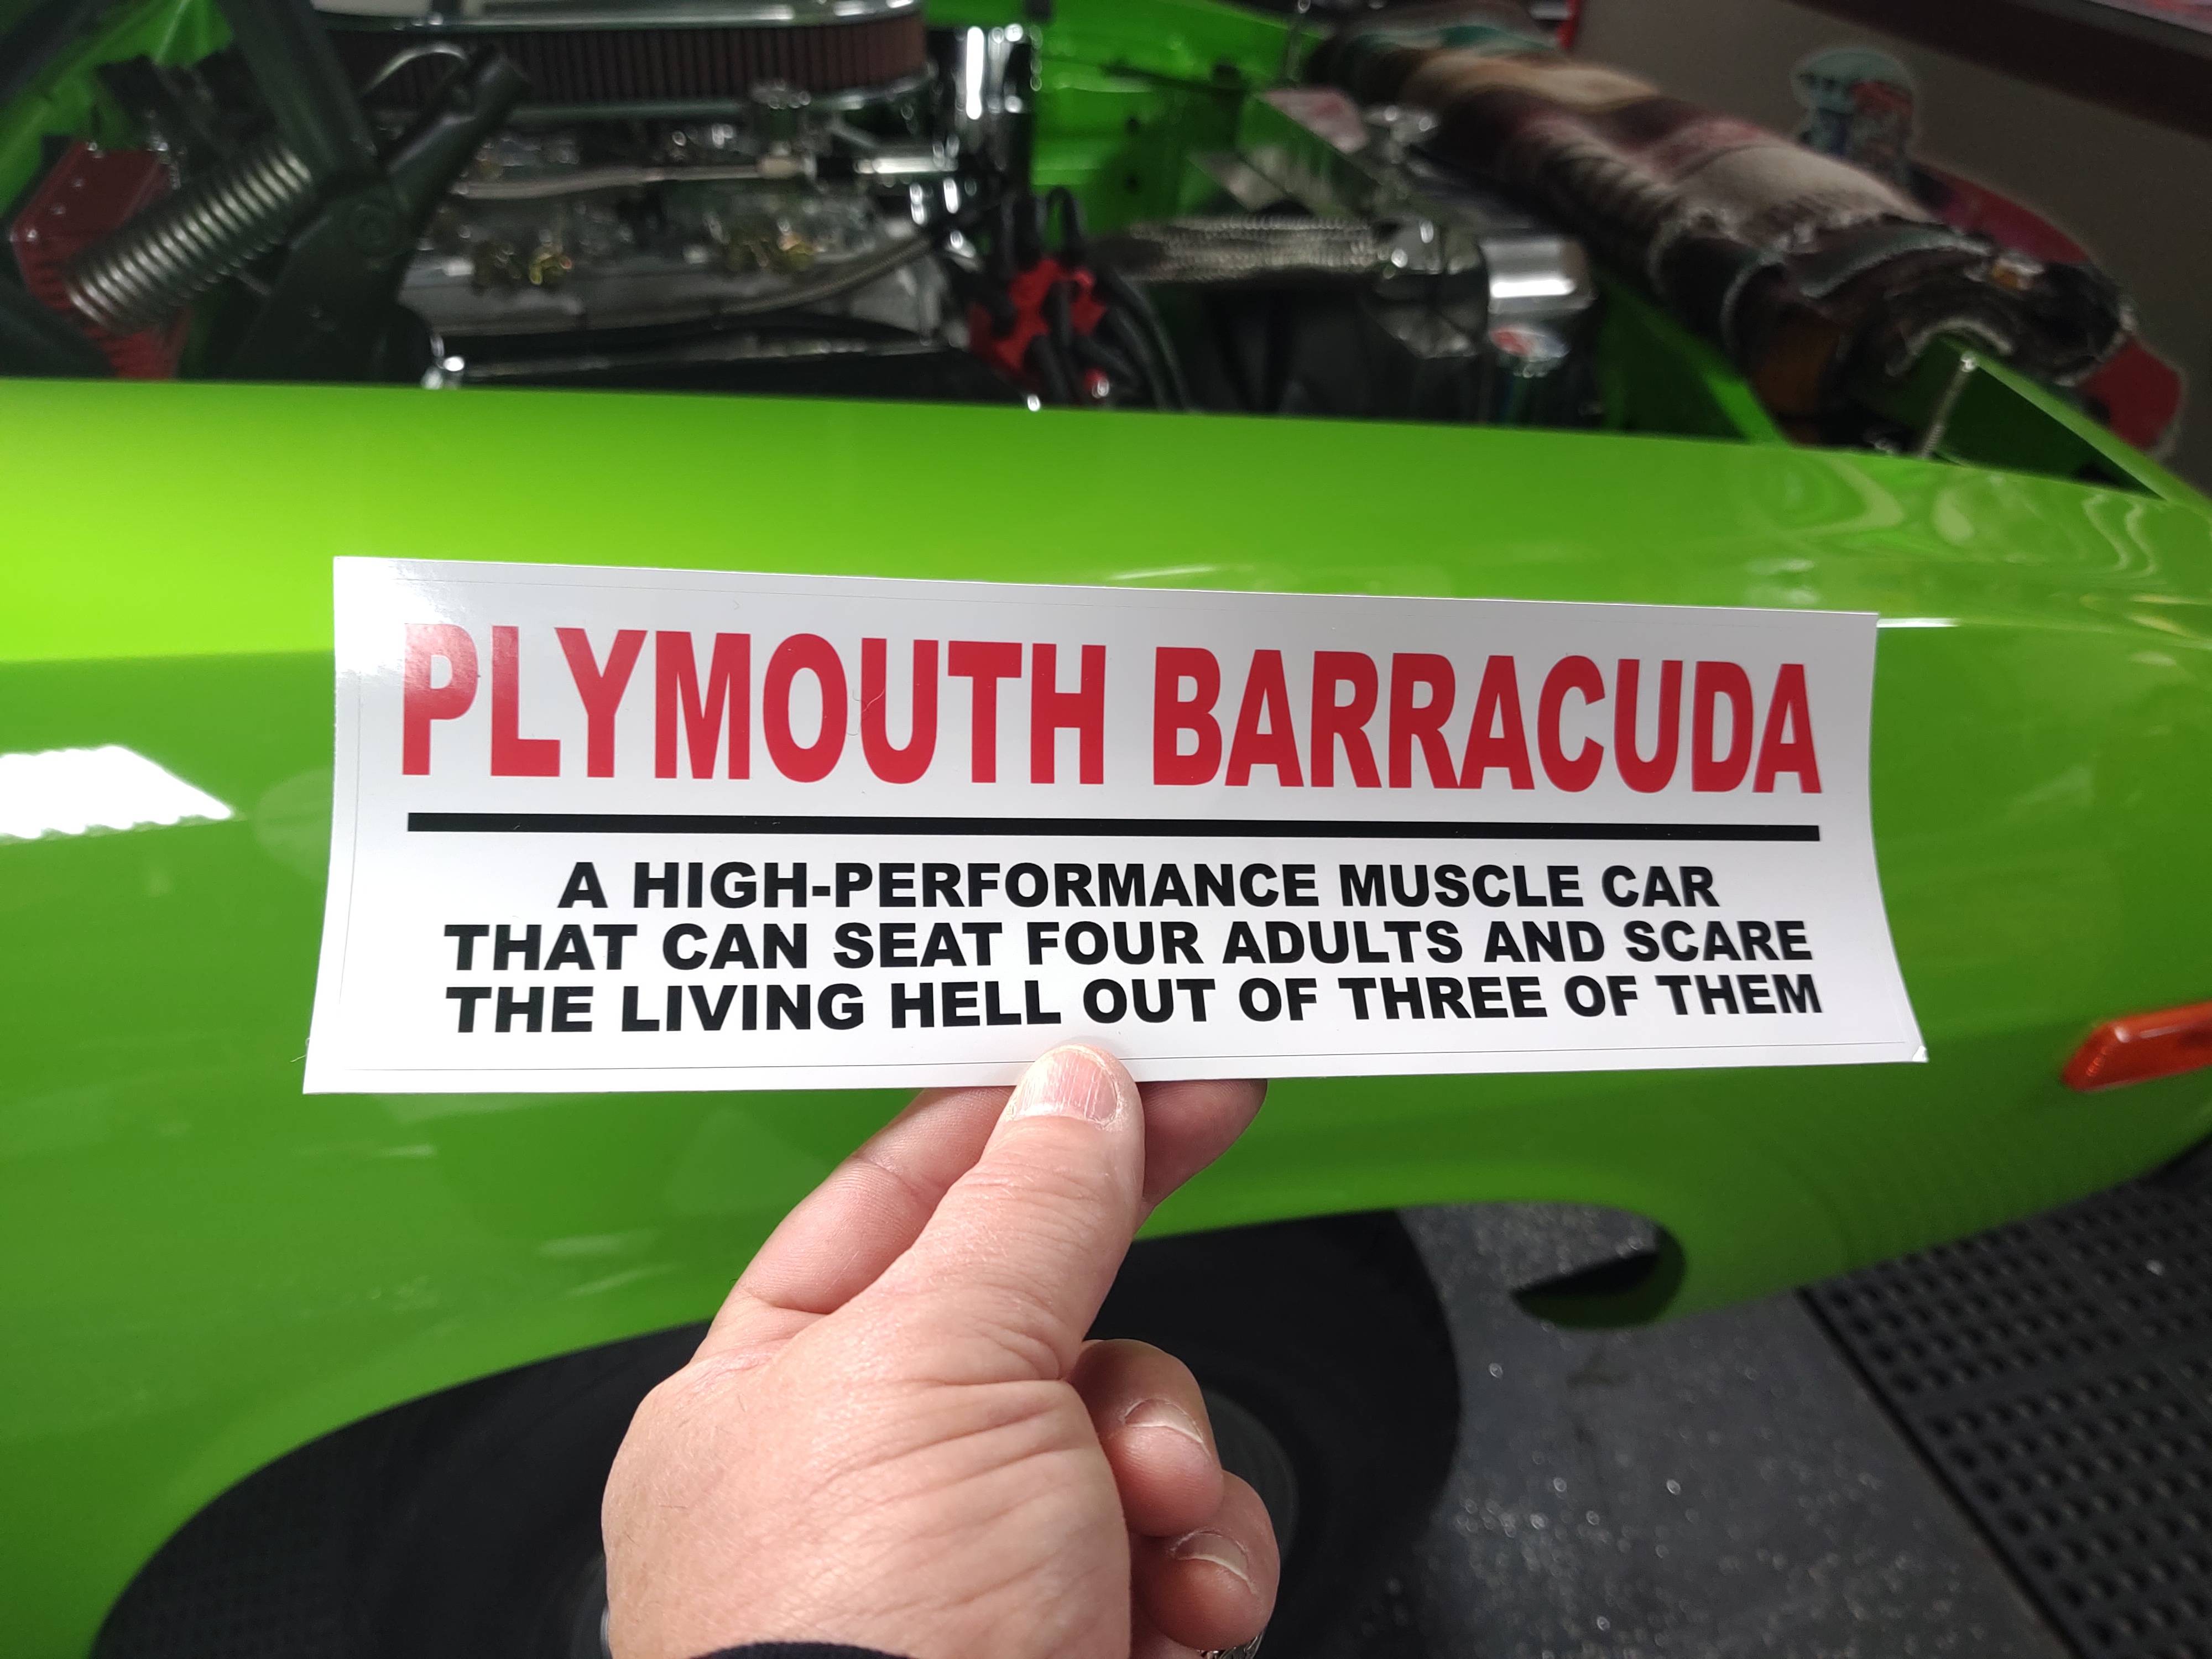 PLYMOUTH BARRACUDA
A HIGH-PERFORMANCE MUSCLE CAR
THAT CAN SEAT FOUR ADULTS AND SCARE
THE LIVING HELL OUT OF THREE OF THEM